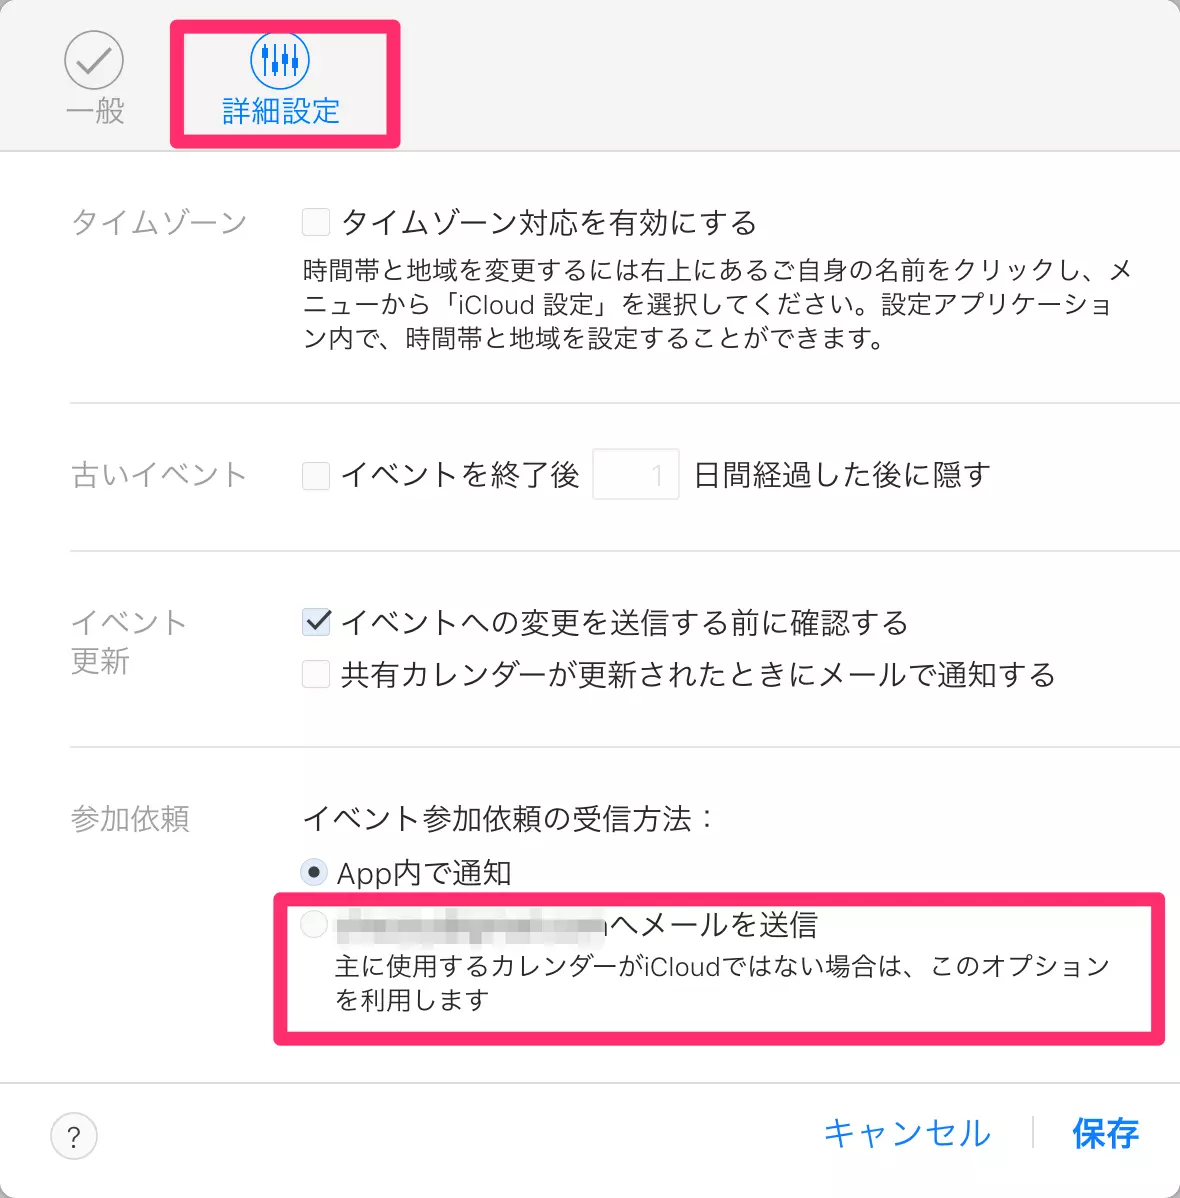 一般
詳細設定
タイムゾーン
タイムゾーン対応を有効にする
時間帯と地域を変更するには右上にあるご自身の名前をクリックし、メ
ニューから「iCloud 設定」を選択してください。設定アプリケーショ
ン内で、時間帯と地域を設定することができます。
古いイベント
イベントを終了後 1 日間経過した後に隠す
イベント
更新
イベントへの変更を送信する前に確認する
共有カレンダーが更新されたときにメールで通知する
参加依頼
イベント参加依頼の受信方法：
App内で通知
へメールを送信
主に使用するカレンダーがiCloudではない場合は、このオプション
を利用します
?
キャンセル
保存